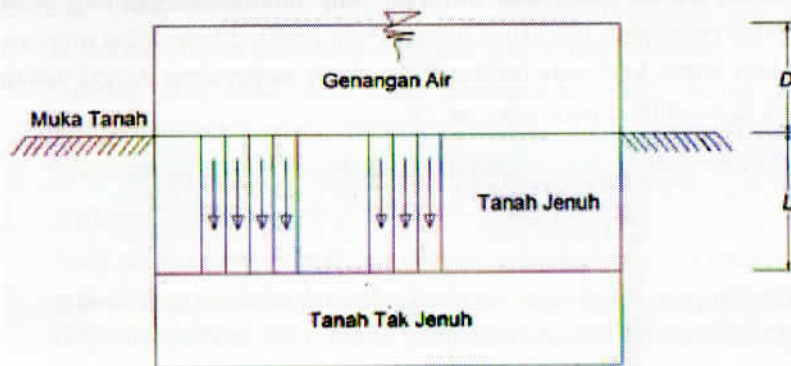 Genangan Air
D
Muka Tanah
Tanah Jenuh
L
Tanah Tak Jenuh